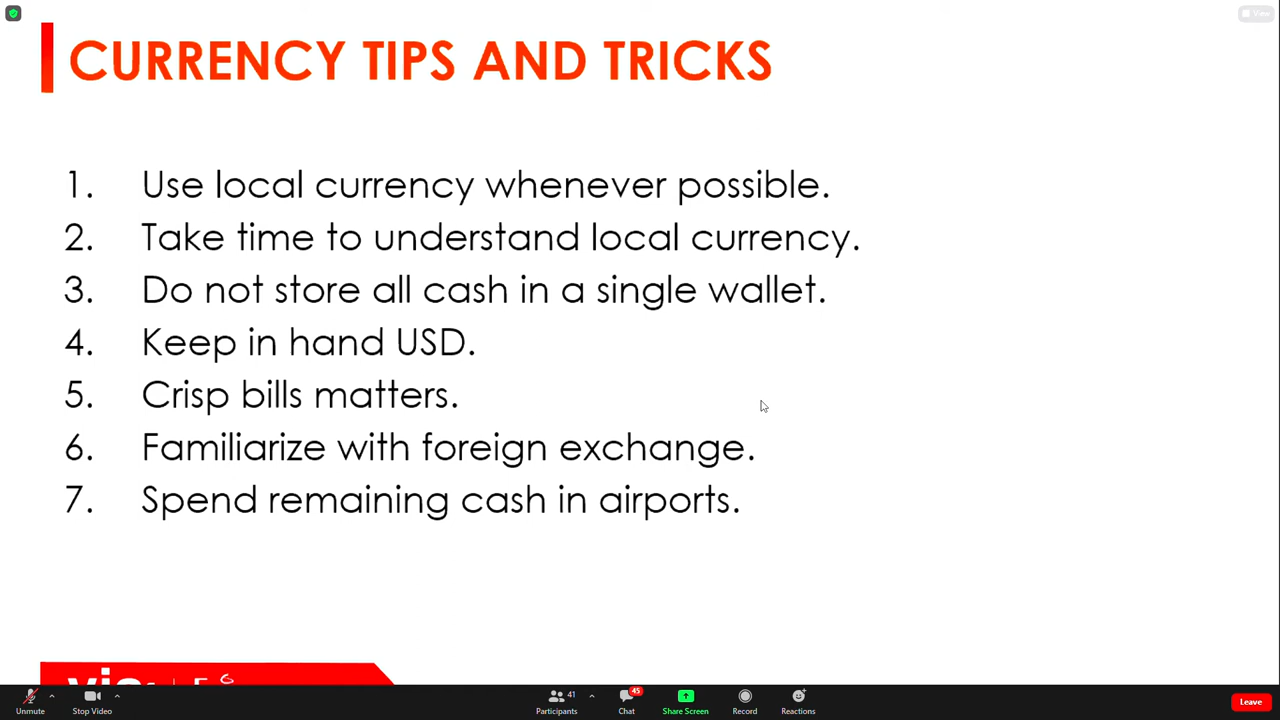 View
CURRENCY TIPS AND TRICKS
1. Use local currency whenever possible.
2. Take time to understand local currency.
3. Do not store all cash in a single wallet.
4. Keep in hand USD.
5. Crisp bills matters.
6. Familiarize with foreign exchange.
7. Spend remaining cash in airports.
Unmute
Stop Video
41
Participants
45
Chat
Share Screen
Record
Reactions
Leave